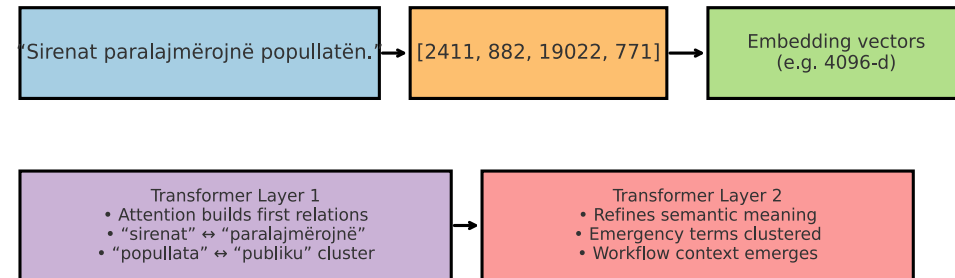 “Sirenat paralajmërojnë popullatën.”
[2411, 882, 19022, 771]
Embedding vectors
(e.g. 4096-d)
Transformer Layer 1
• Attention builds first relations
• “sirenat” ↔ “paralajmërojnë”
• “popullata” ↔ “publiku” cluster
Transformer Layer 2
• Refines semantic meaning
• Emergency terms clustered
• Workflow context emerges